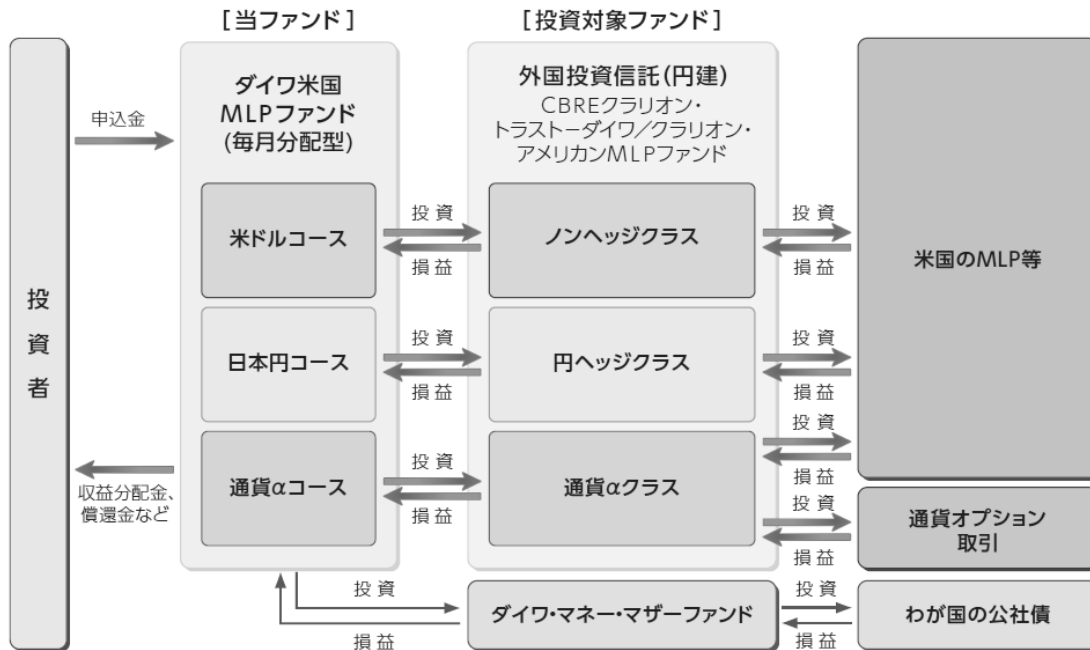 [当ファンド]
[投資対象ファンド]
投資者
申込金
収益分配金、
償還金など
ダイワ米国
MLPファンド
(毎月分配型)
米ドルコース
日本円コース
通貨αコース
投資
損益
投資
損益
投資
損益
外国投資信託(円建)
CBREクラリオン・
トラストーダイワ/クラリオン・
アメリカンMLPファンド
ノンヘッジクラス
円ヘッジクラス
通貨αクラス
投資
損益
投資
損益
投資
損益
投資
損益
米国のMLP等
通貨オプション
取引
投資
損益
ダイワ・マネー・マザーファンド
投資
損益
わが国の公社債